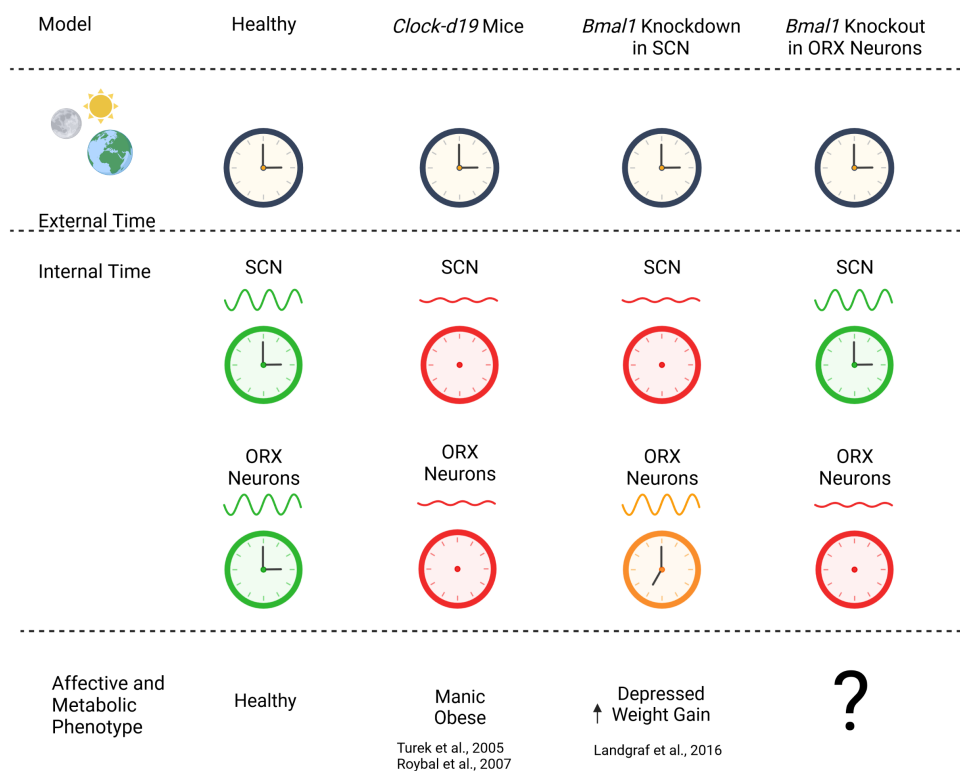 Model
Healthy
Clock-d19 Mice
Bmal1 Knockdown
in SCN
Bmal1 Knockout
in ORX Neurons
External Time
Internal Time
SCN
SCN
SCN
SCN
ORX
Neurons
ORX
Neurons
ORX
Neurons
ORX
Neurons
Affective and
Metabolic
Phenotype
Healthy
Manic
Obese
Turek et al., 2005
Roybal et al., 2007
Depressed
↑ Weight Gain
Landgraf et al., 2016
?